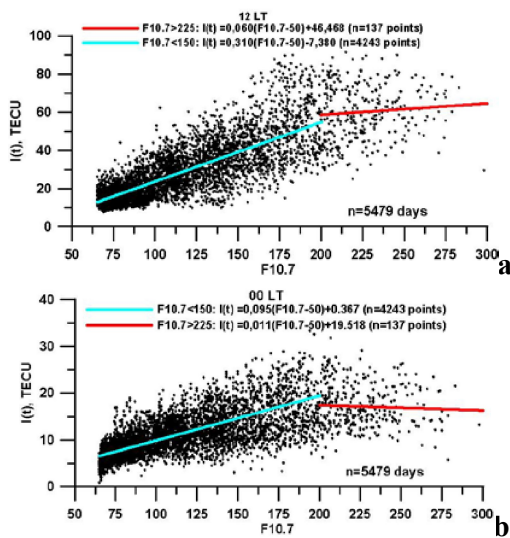 12 LT
F10.7>225: I(t) =0,060(F10.7-50)+46,468 (n=137 points)
F10.7<150: I(t) =0,310(F10.7-50)-7,380 (n=4243 points)
100
80
60
40
20
0
I(t), TECU
n=5479 days
50 75 100 125 150 175 200 225 250 275 300
F10.7
a
00 LT
F10.7<150: I(t) =0,095(F10.7-50)+0.367 (n=4243 points)
F10.7>225: I(t) =0,011(F10.7-50)+19.518 (n=137 points)
40
30
20
10
0
I(t), TECU
n=5479 days
50 75 100 125 150 175 200 225 250 275 300
F10.7
b